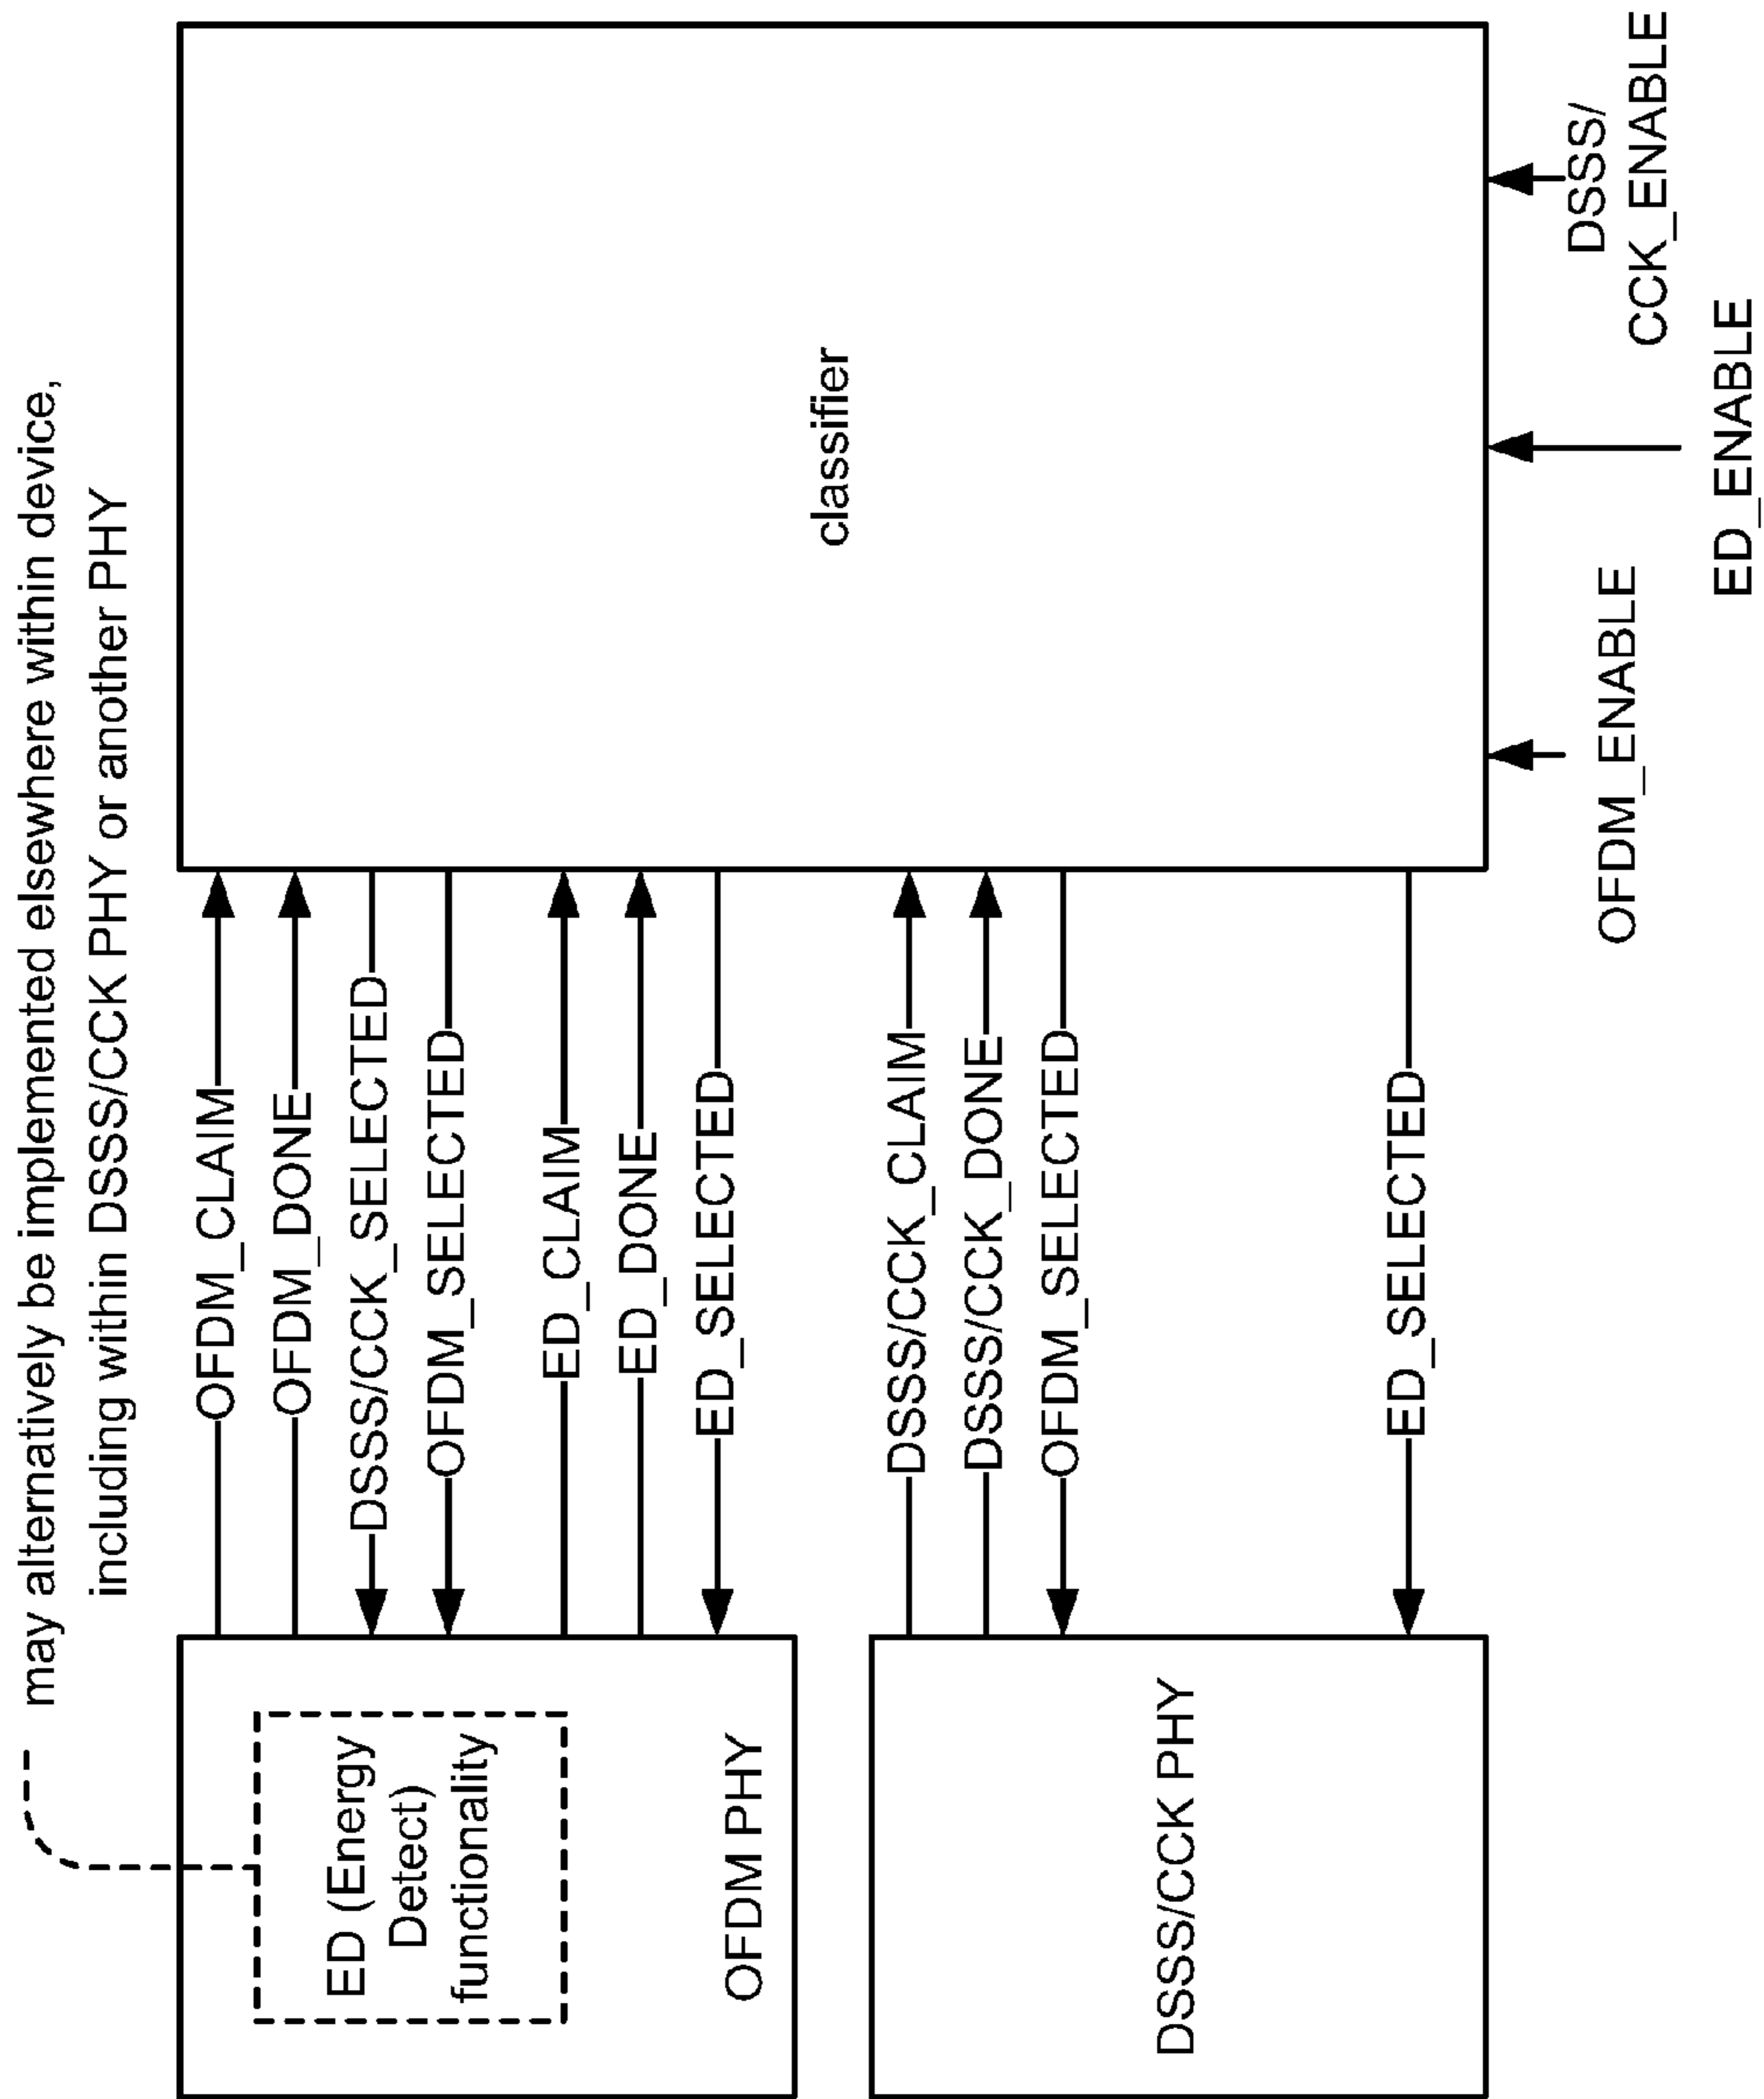 may alternatively be implemented elsewhere within device,
including within DSSS/CCK PHY or another PHY
ED (Energy
Detect)
functionality
OFDM PHY
OFDM_CLAIM
OFDM_DONE
DSSS/CCK_SELECTED
OFDM_SELECTED
ED_CLAIM
ED_DONE
ED_SELECTED
DSSS/CCK PHY
DSSS/CCK_CLAIM
DSSS/CCK_DONE
OFDM_SELECTED
ED_SELECTED
classifier
OFDM_ENABLE
ED_ENABLE
DSSS/
CCK_ENABLE